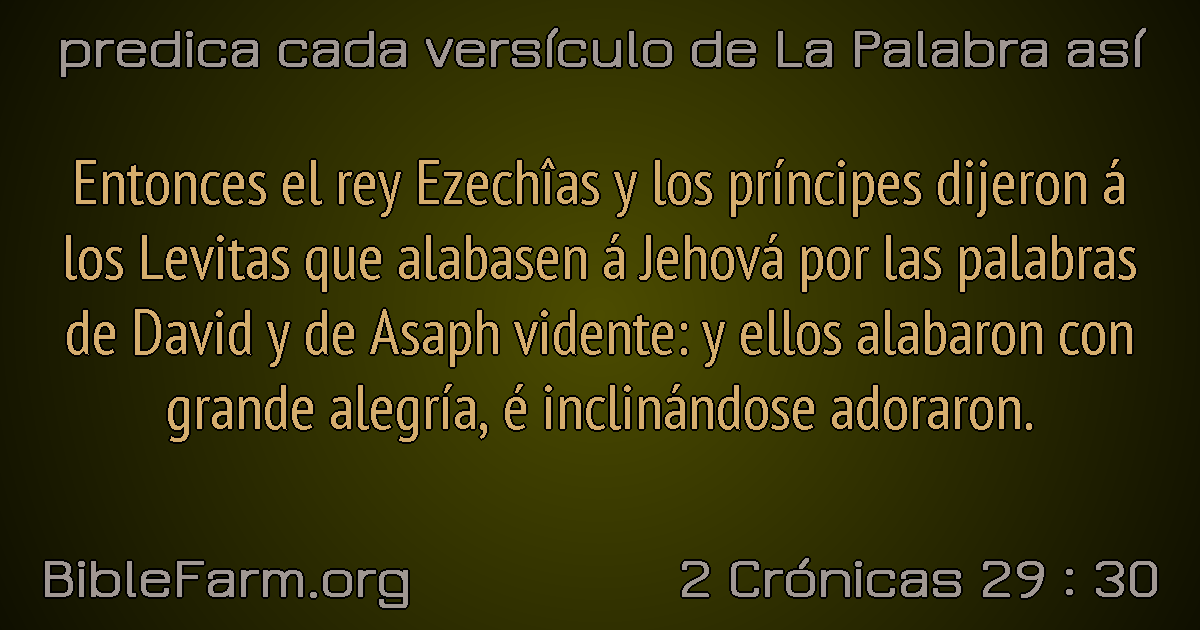 predica cada versículo de La Palabra así
Entonces el rey Ezechîas y los príncipes dijeron á
los Levitas que alabasen á Jehová por las palabras
de David y de Asaph vidente: y ellos alabaron con
grande alegría, é inclinándose adoraron.
BibleFarm.org
2 Crónicas 29 : 30